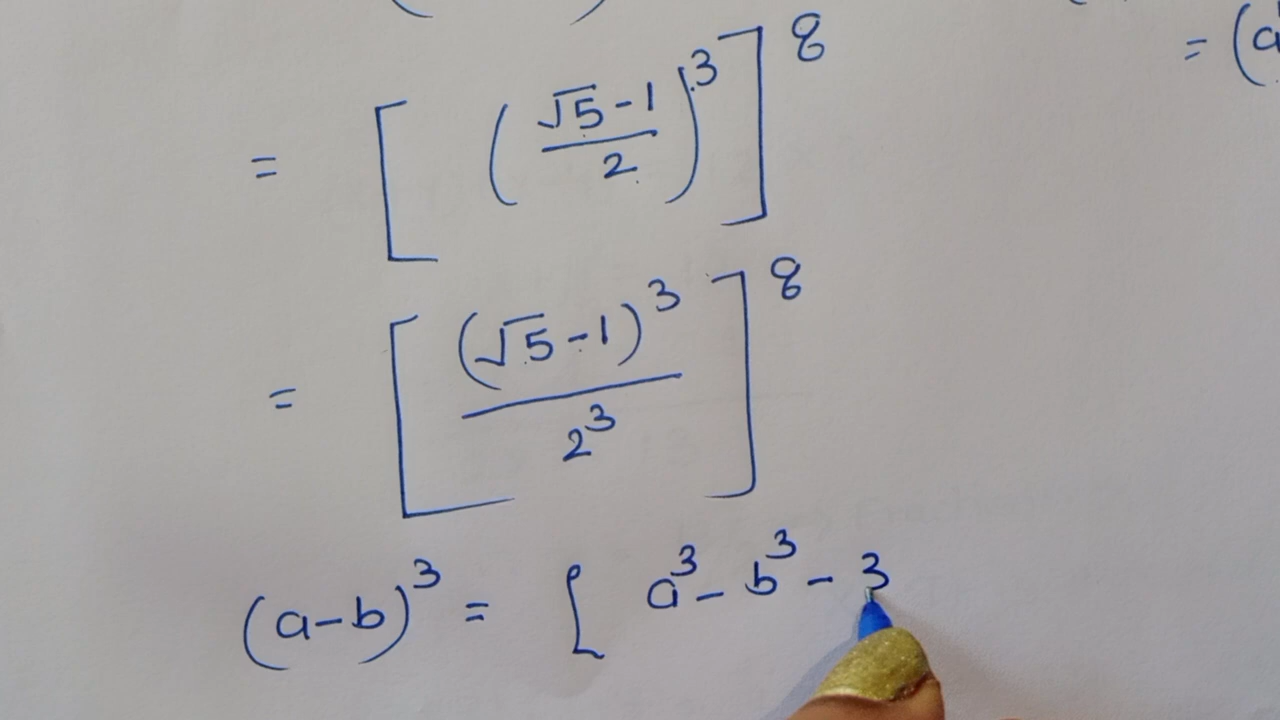 = (a
= [ ( (√5 - 1) / 2 )^3 ]^8
= [ (√5 - 1)^3 / 2^3 ]^8
(a-b)^3 = [ a^3 - b^3 - 3